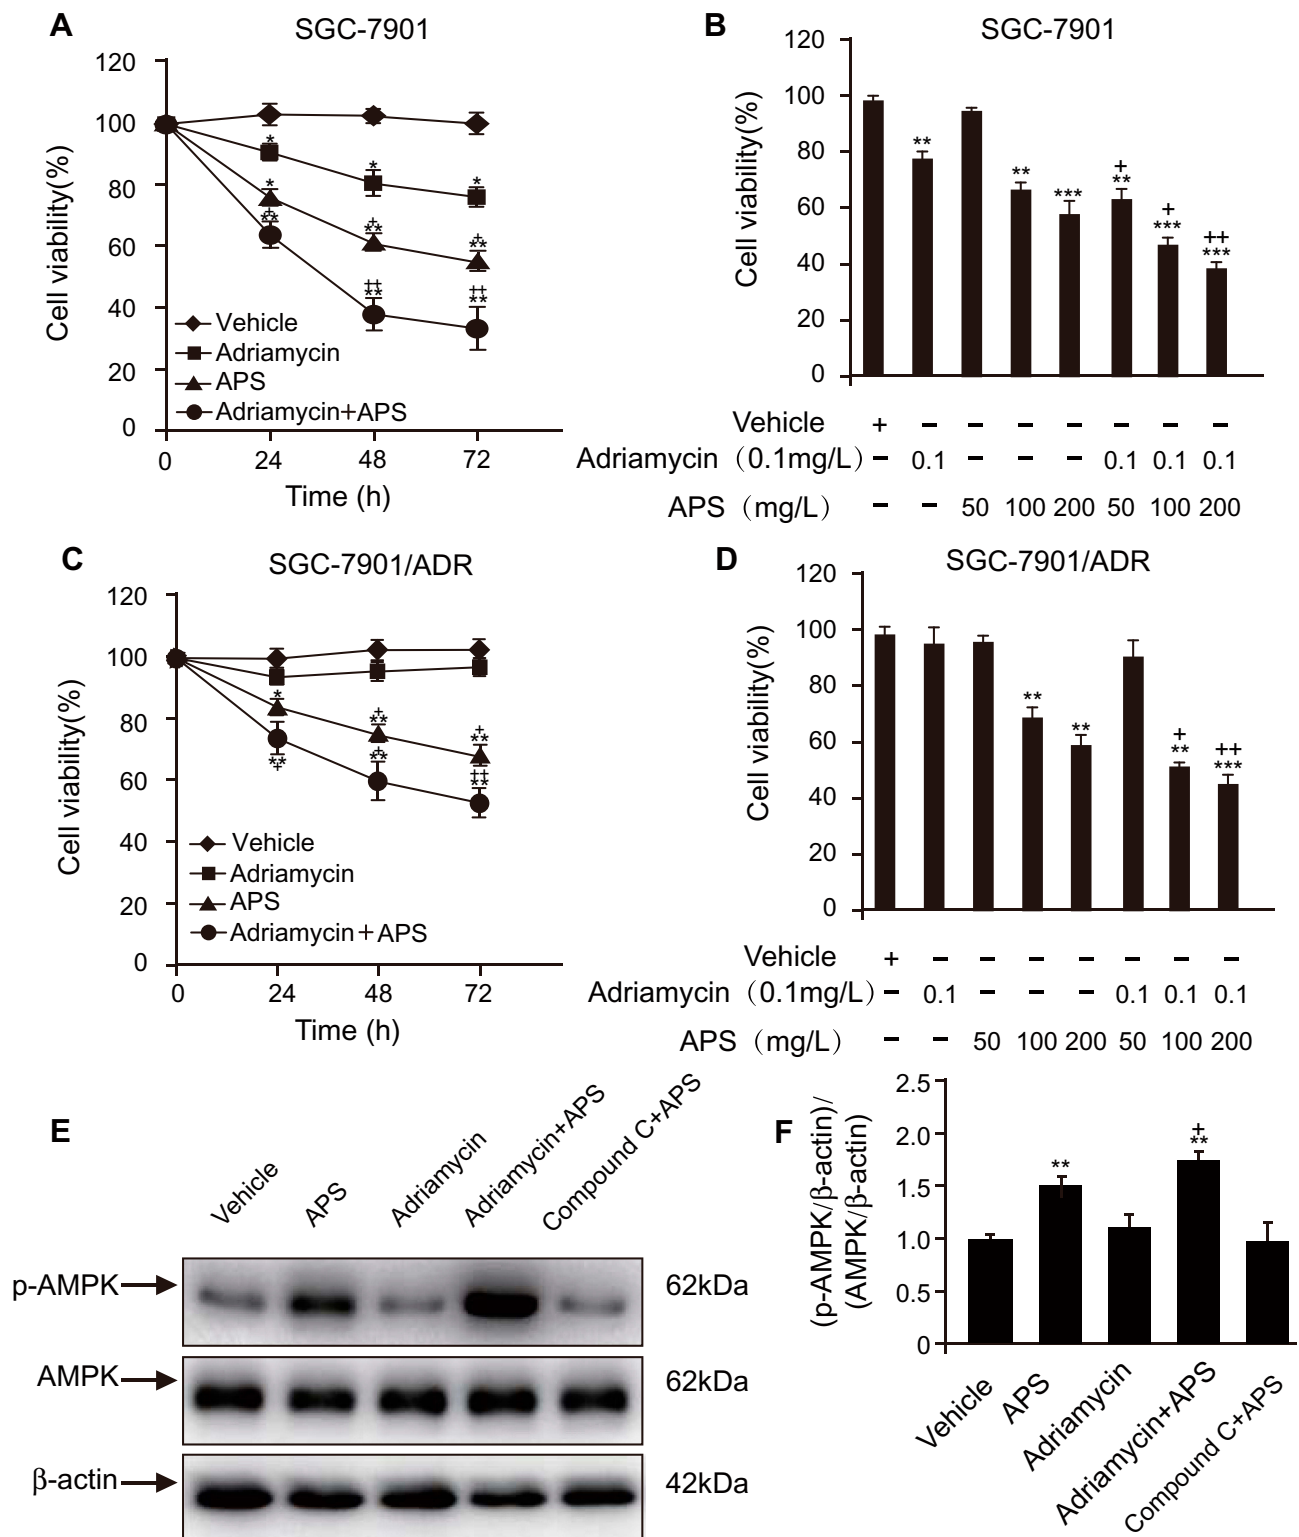 A
SGC-7901
120
100
80
60
40
20
0
Cell viability(%)
*
*
*
*
**
+
**
+
**
+
**
++
**
++
**
Vehicle
Adriamycin
APS
Adriamycin+APS
0 24 48 72
Time (h)
B
SGC-7901
120
100
80
60
40
20
0
Cell viability(%)
**
**
***
+
**
+
***
++
***
Vehicle + − − − − − − −
Adriamycin（0.1mg/L） − 0.1 − − − 0.1 0.1 0.1
APS（mg/L） − − 50 100 200 50 100 200
C
SGC-7901/ADR
120
100
80
60
40
20
0
Cell viability(%)
*
**
+
+
**
+
**
+
**
++
**
Vehicle
Adriamycin
APS
Adriamycin+APS
0 24 48 72
Time (h)
D
SGC-7901/ADR
120
100
80
60
40
20
0
Cell viability(%)
**
**
+
**
++
***
Vehicle + − − − − − − −
Adriamycin（0.1mg/L）− 0.1 − − − 0.1 0.1 0.1
APS（mg/L） − − 50 100 200 50 100 200
E
Vehicle
APS
Adriamycin
Adriamycin+APS
Compound C+APS
p-AMPK 62kDa
AMPK 62kDa
β-actin 42kDa
F
(p-AMPK/β-actin)/
(AMPK/β-actin)
2.5
2.0
1.5
1.0
0.5
0
**
+
**
Vehicle
APS
Adriamycin
Adriamycin+APS
Compound C+APS